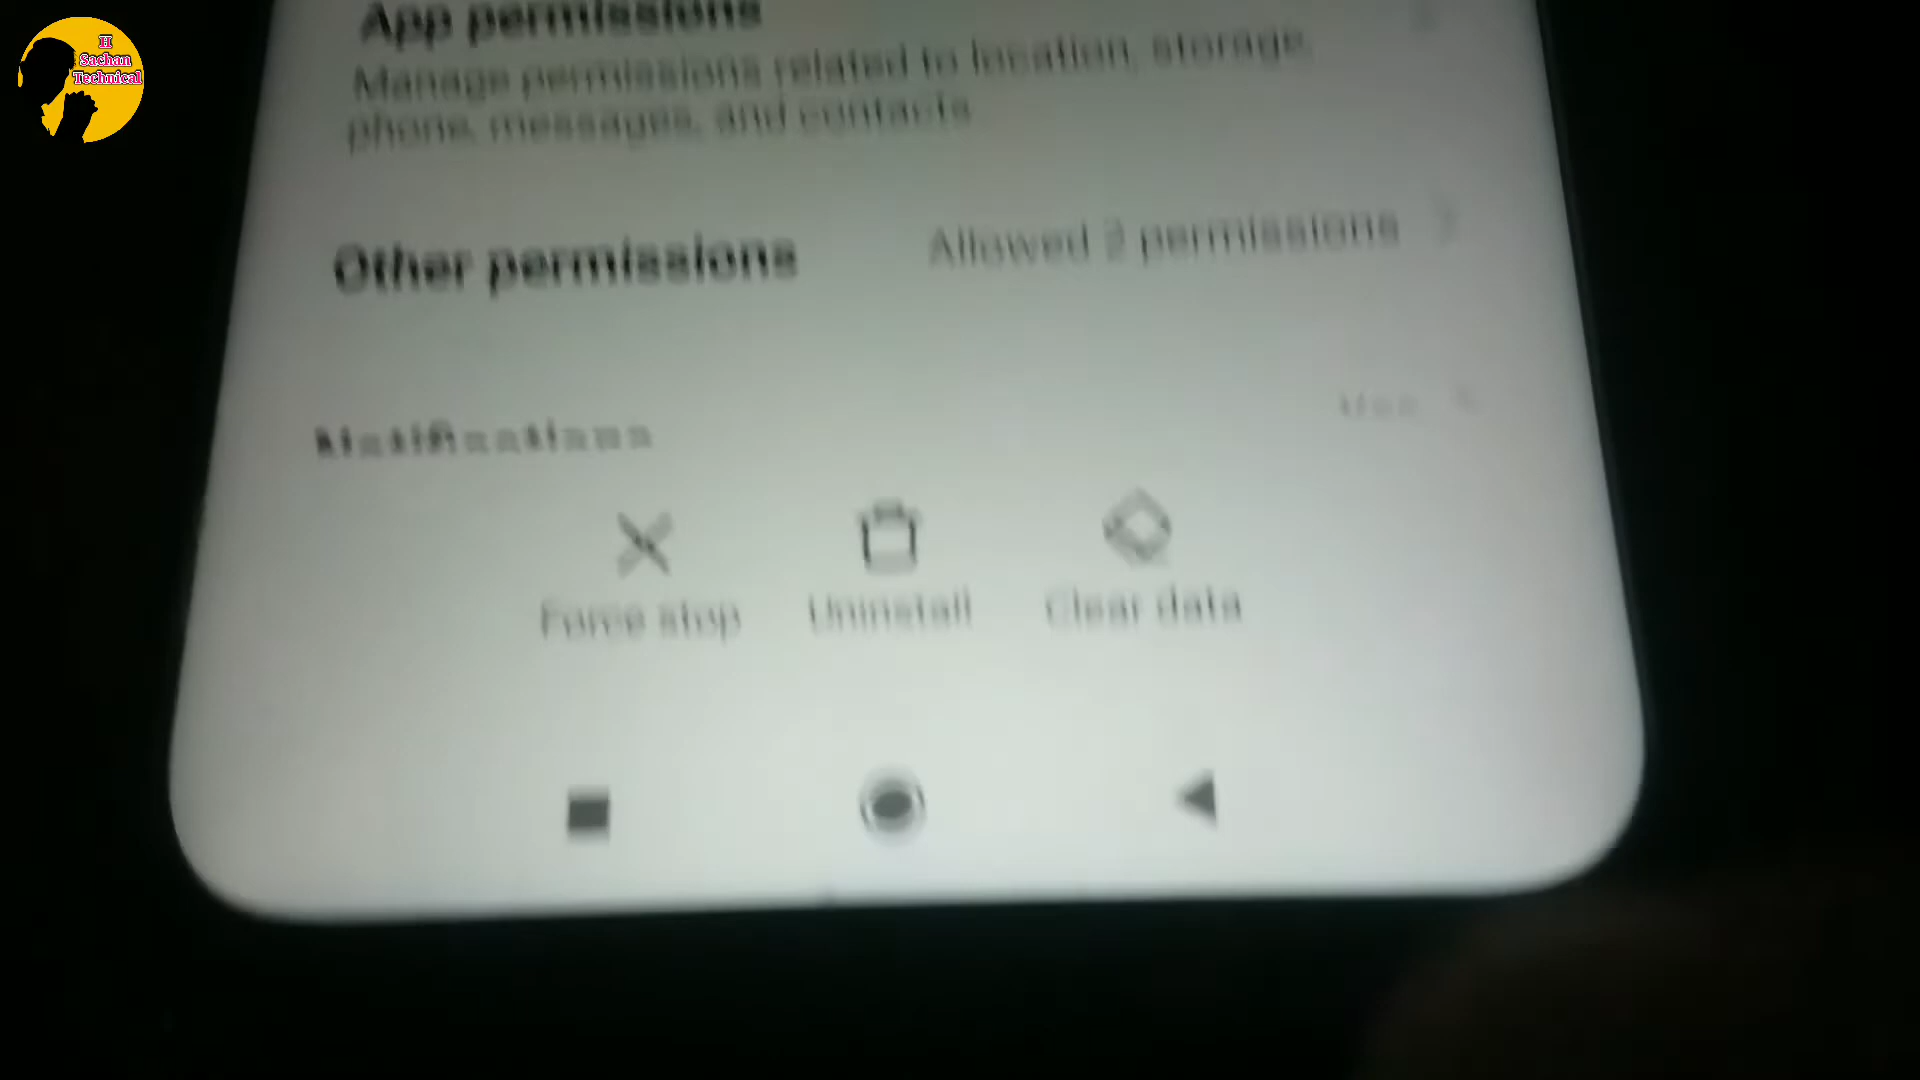 H
Sachan
Technical
App permissions
Manage permissions related to location, storage,
phone, messages, and contacts
Other permissions
Allowed 2 permissions
Notifications
Force stop
Uninstall
Clear data